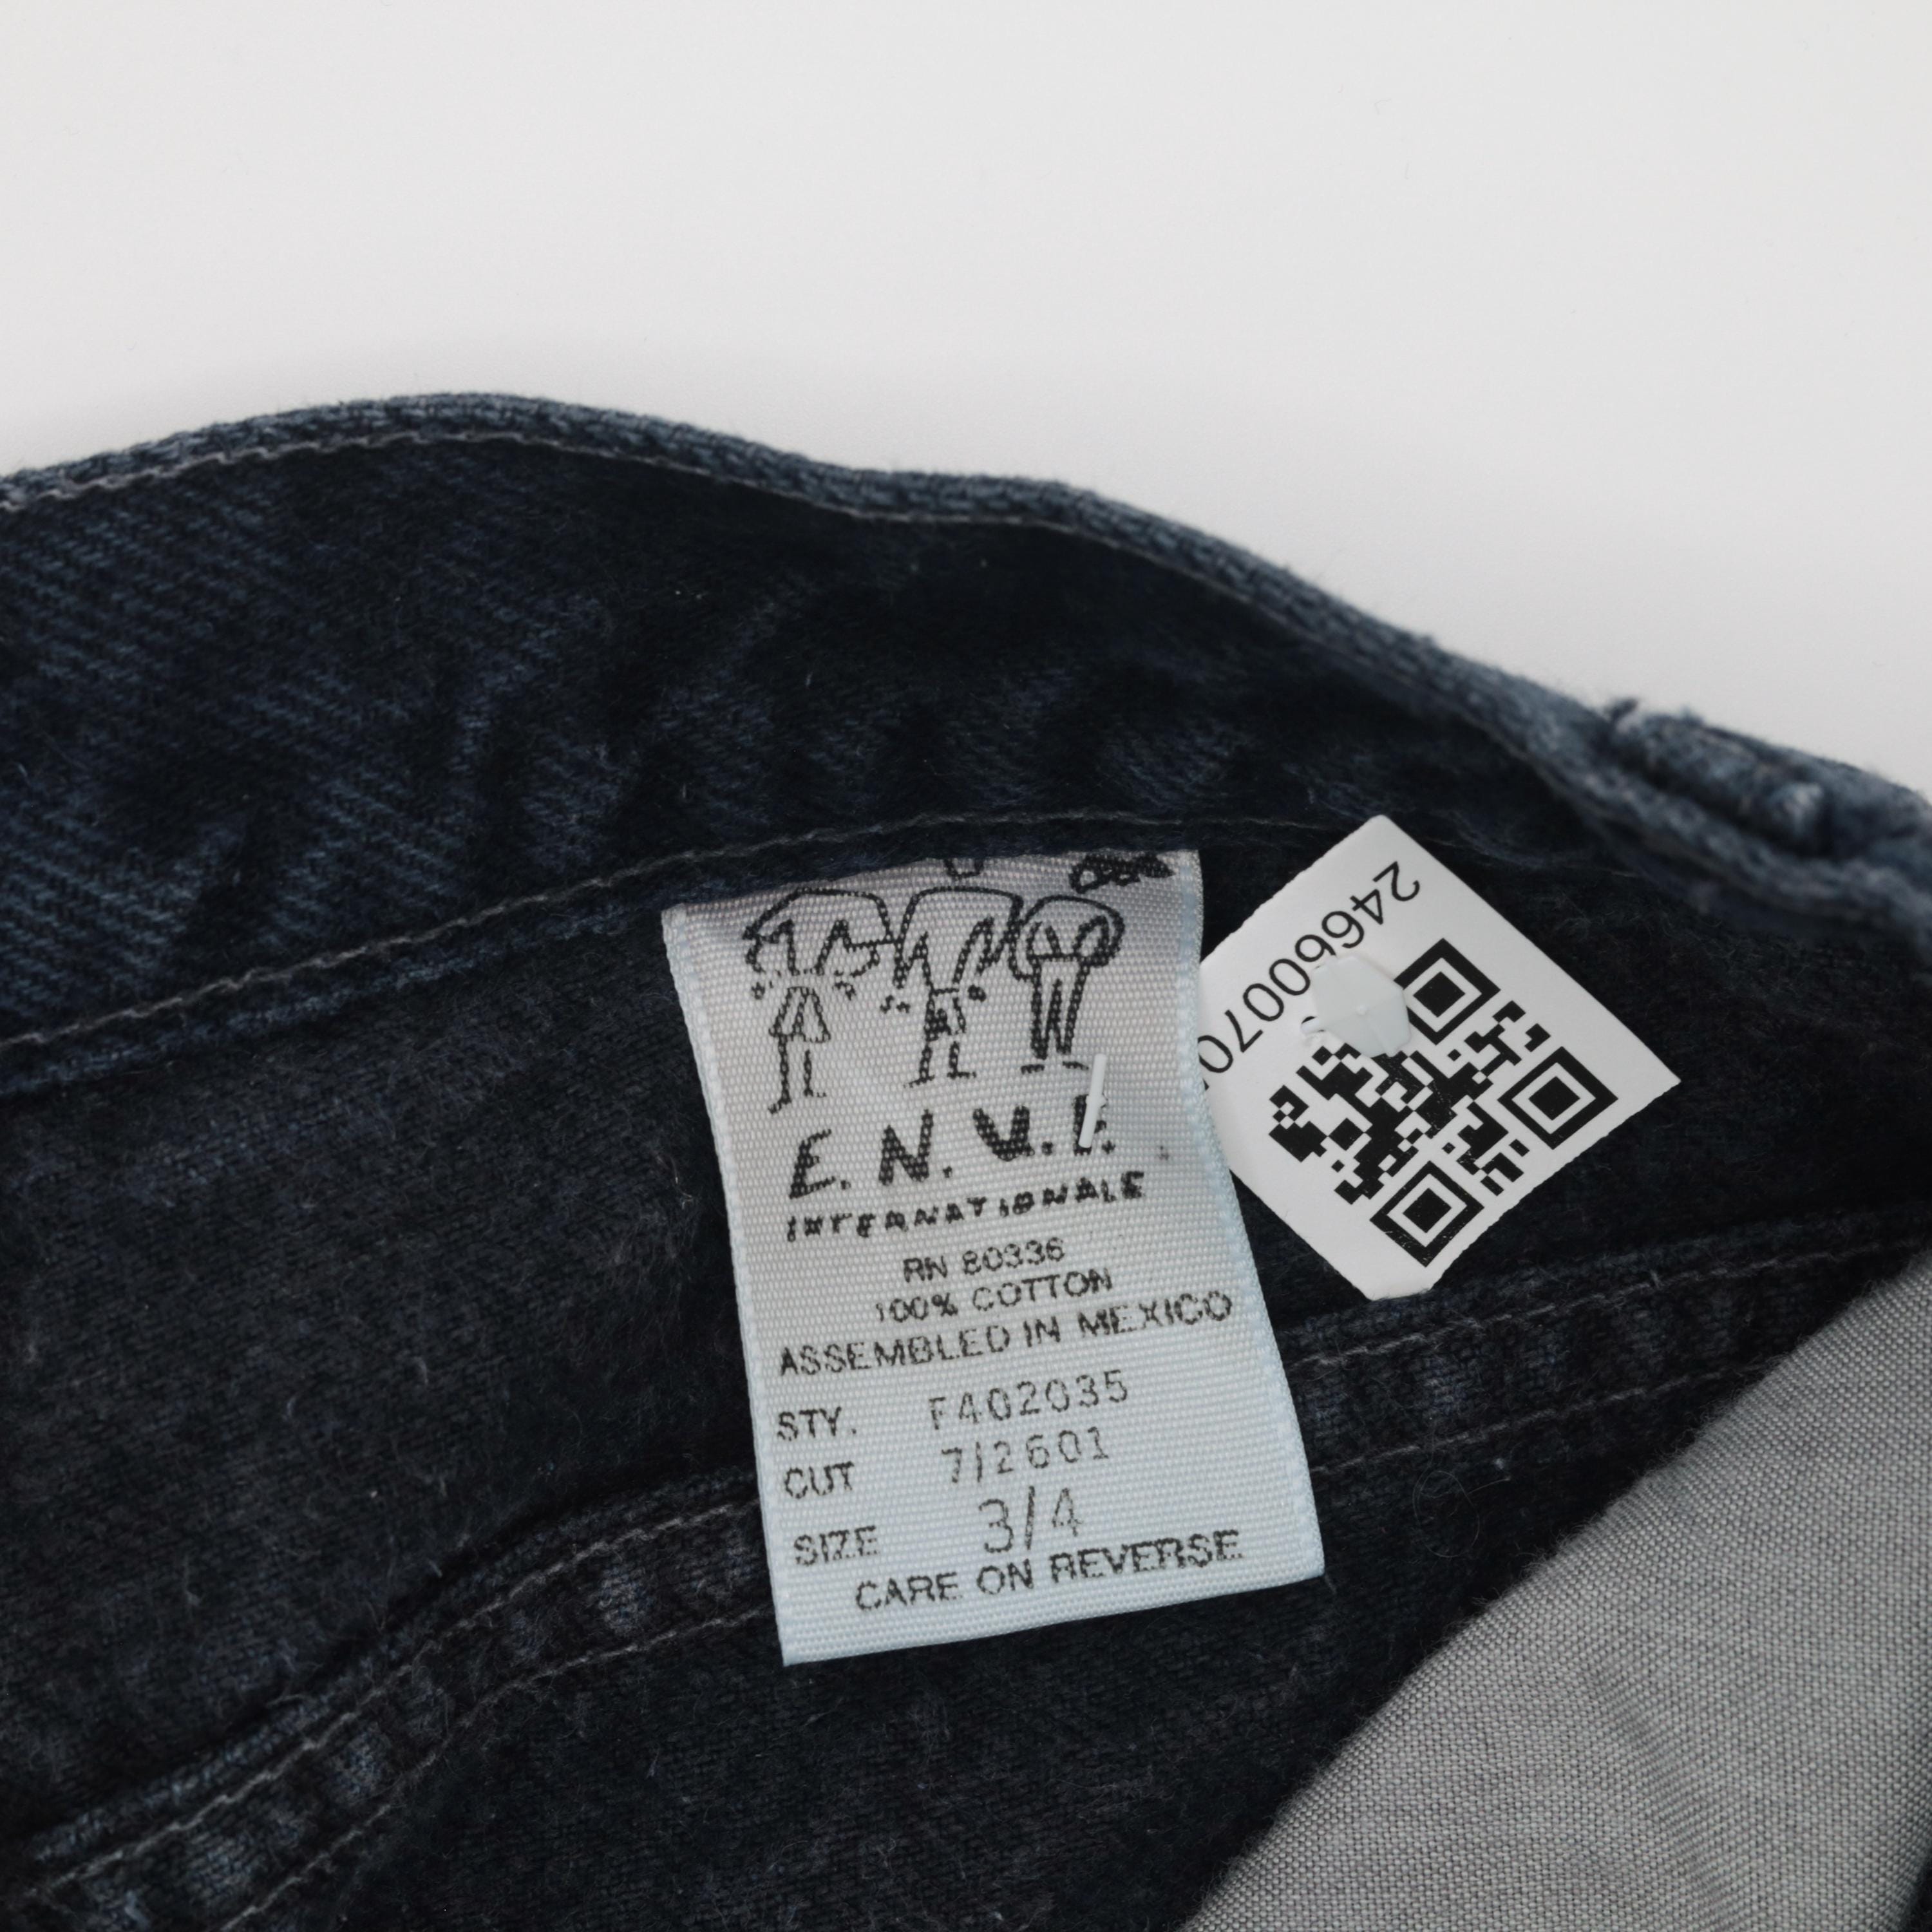 E. N. V. I.
INTERNATIONALE
RN 80336
100% COTTON
ASSEMBLED IN MEXICO
STY. F402035
CUT 7/2601
SIZE 3/4
CARE ON REVERSE
24660070